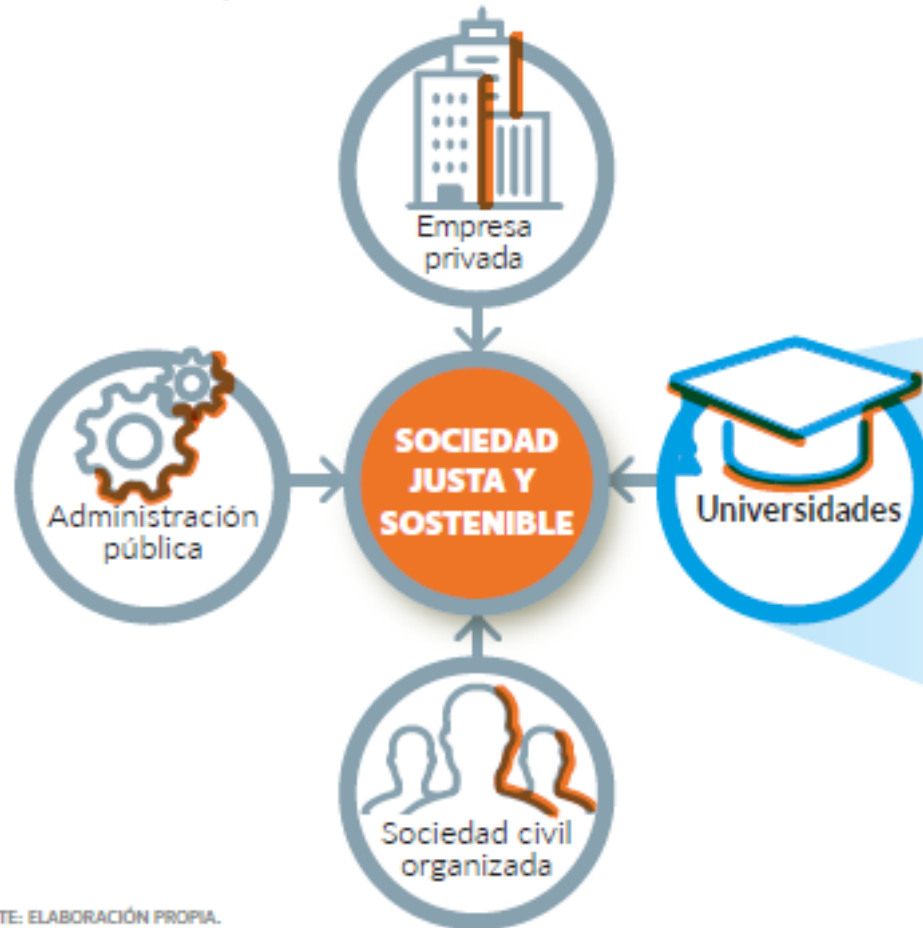 Empresa
privada
Administración
pública
SOCIEDAD
JUSTA Y
SOSTENIBLE
Universidades
Sociedad civil
organizada
TE: ELABORACIÓN PROPIA.